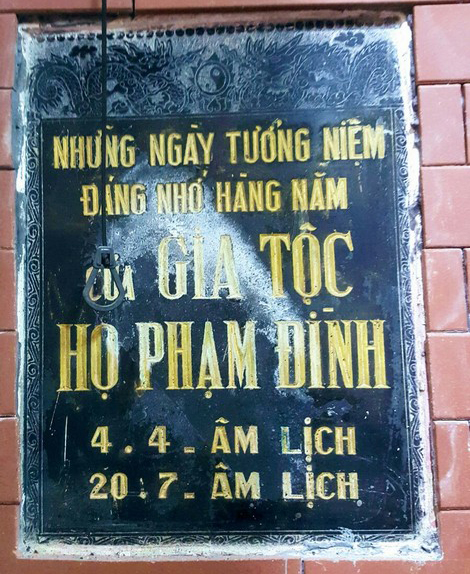 NHỮNG NGÀY TƯỞNG NIỆM
ĐÁNG NHỚ HÀNG NĂM
CỦA GIA TỘC
HỌ PHẠM ĐÌNH
4.4. ÂM LỊCH
20.7. ÂM LỊCH